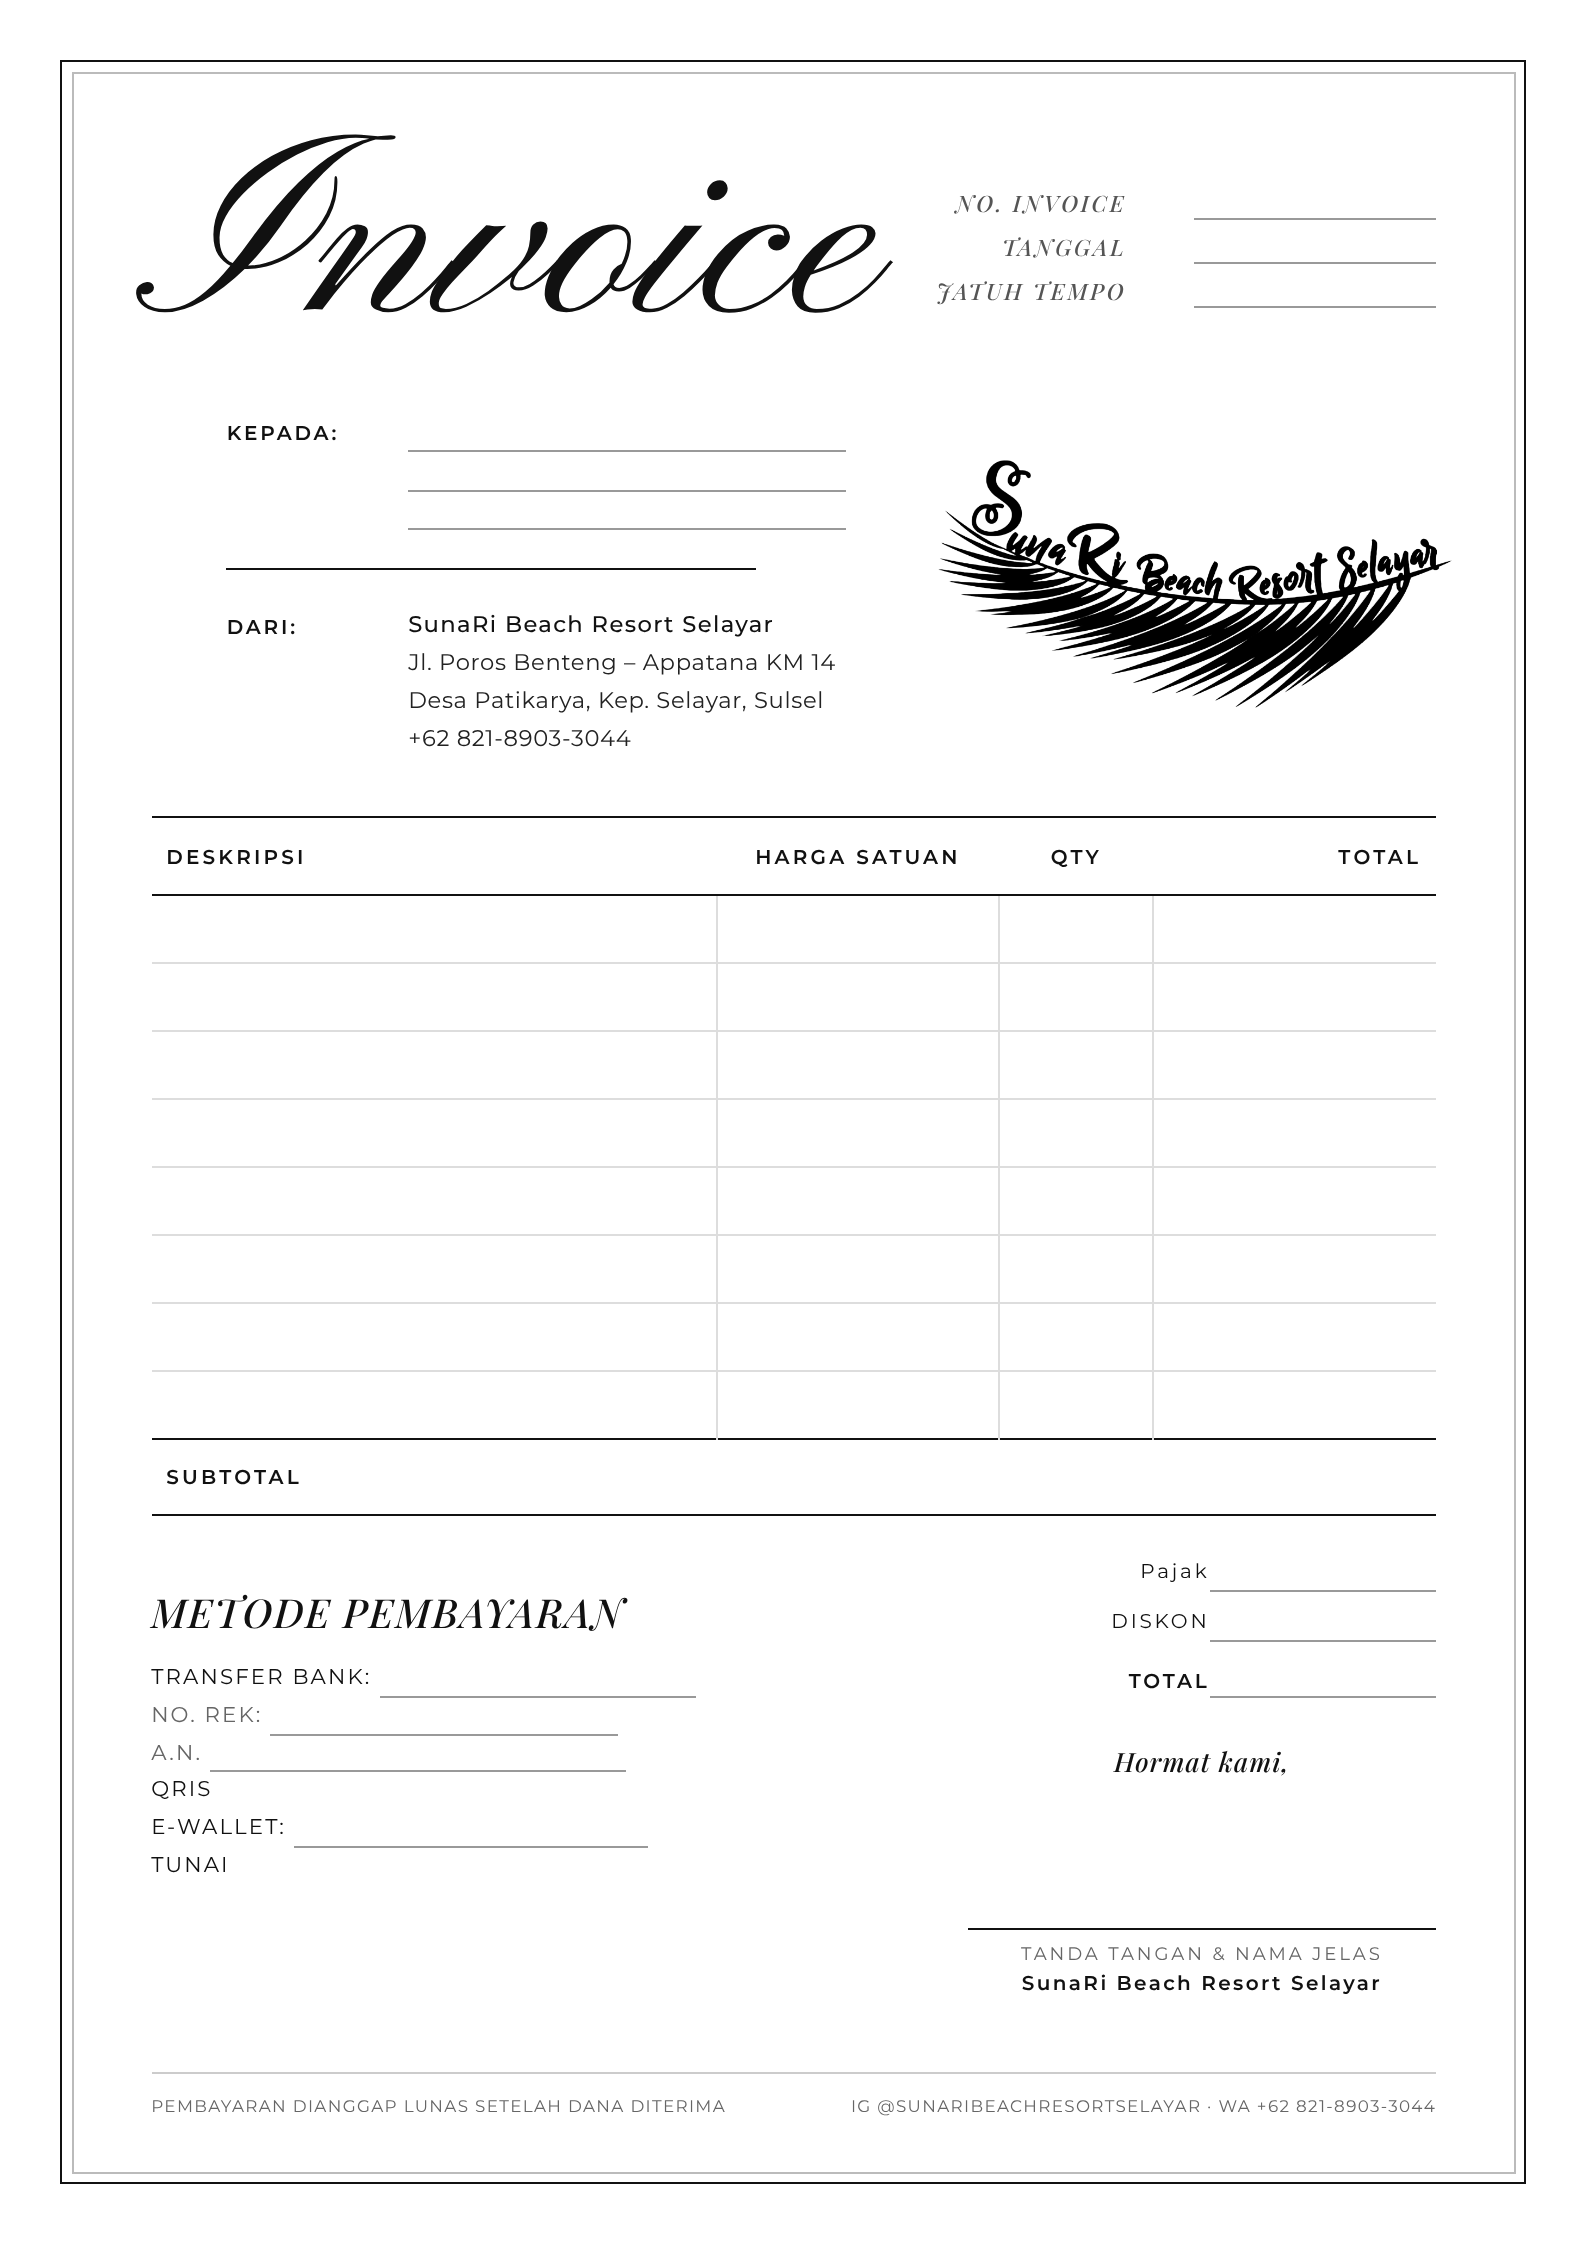 Invoice
NO. INVOICE
TANGGAL
JATUH TEMPO
KEPADA:
SunaRi Beach Resort Selayar
DARI:
SunaRi Beach Resort Selayar
Jl. Poros Benteng – Appatana KM 14
Desa Patikarya, Kep. Selayar, Sulsel
+62 821-8903-3044
DESKRIPSI HARGA SATUAN QTY TOTAL
SUBTOTAL
Pajak
DISKON
TOTAL
METODE PEMBAYARAN
TRANSFER BANK:
NO. REK:
A.N.
QRIS
E-WALLET:
TUNAI
Hormat kami,
TANDA TANGAN & NAMA JELAS
SunaRi Beach Resort Selayar
PEMBAYARAN DIANGGAP LUNAS SETELAH DANA DITERIMA
IG @SUNARIBEACHRESORTSELAYAR · WA +62 821-8903-3044